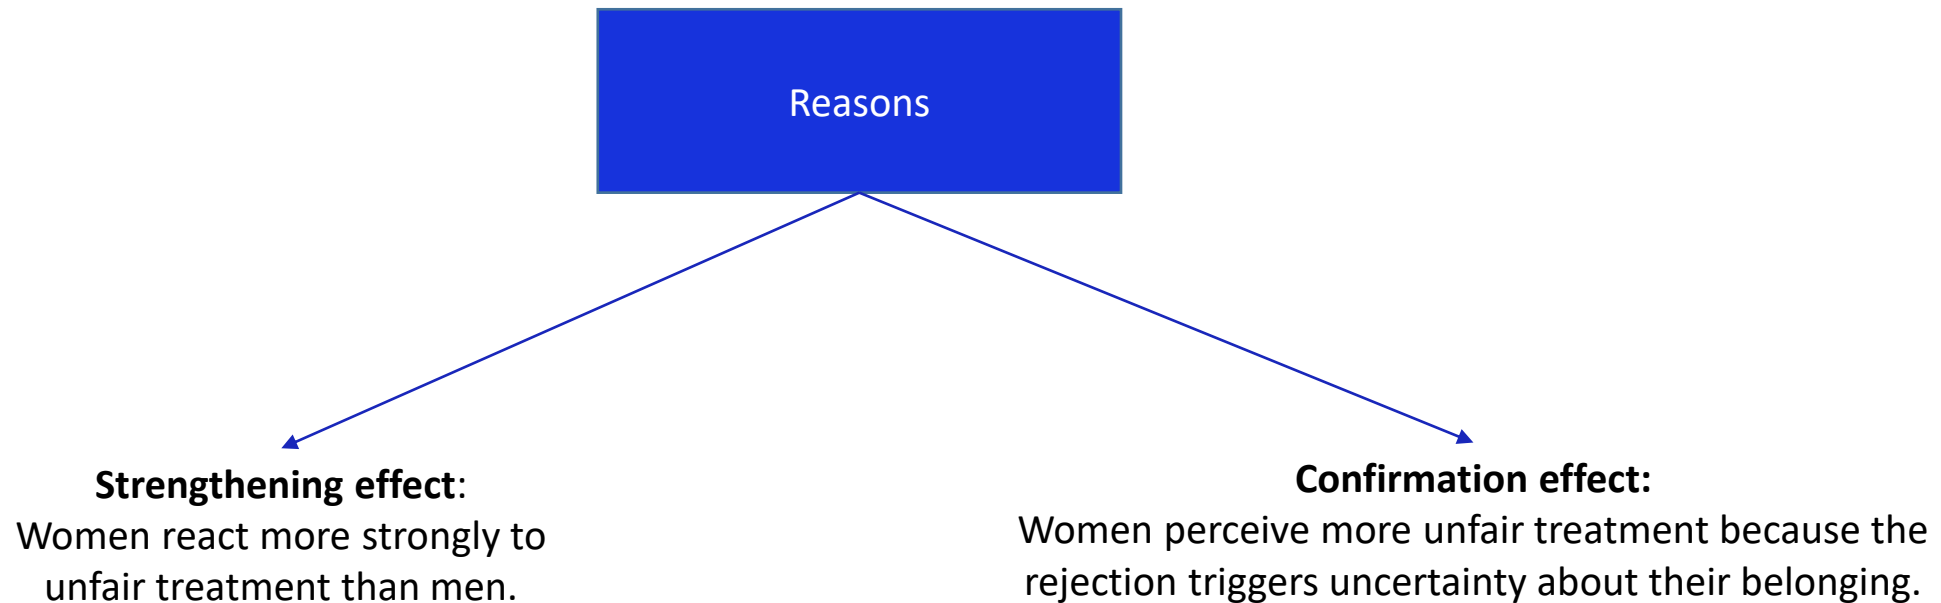 Reasons
Strengthening effect:
Women react more strongly to
unfair treatment than men.
Confirmation effect:
Women perceive more unfair treatment because the
rejection triggers uncertainty about their belonging.